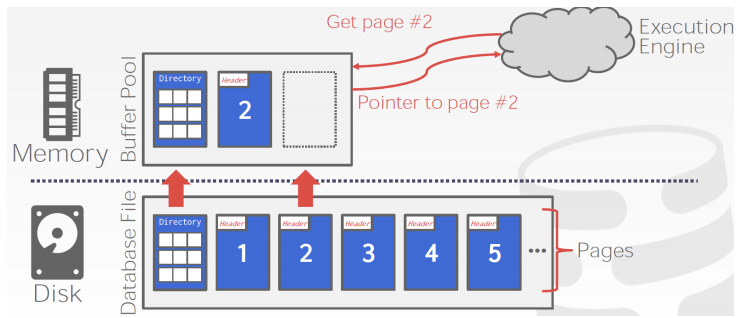 Get page #2
Execution
Engine
Buffer Pool
Directory
Header
2
Pointer to page #2
Memory
Database File
Directory
Header
1
Header
2
Header
3
Header
4
Header
5
...
Pages
Disk